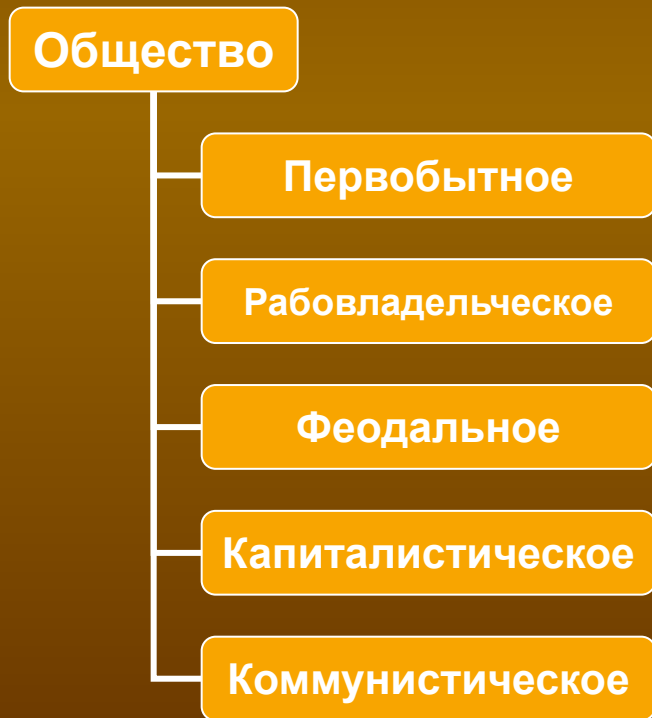 Общество
Первобытное
Рабовладельческое
Феодальное
Капиталистическое
Коммунистическое